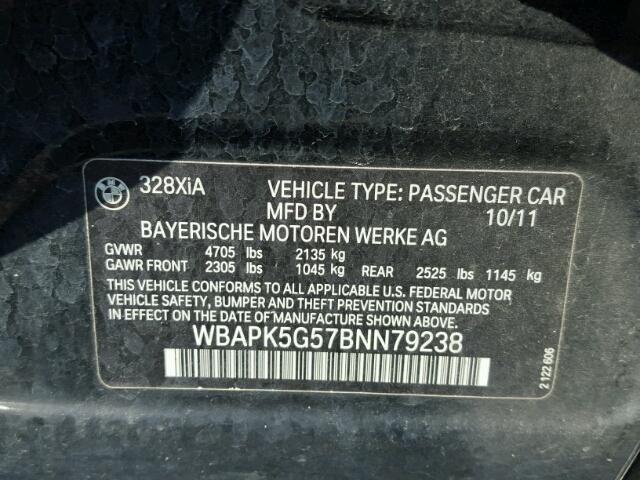 328XiA VEHICLE TYPE: PASSENGER CAR
MFD BY 10/11
BAYERISCHE MOTOREN WERKE AG
GVWR 4705 lbs 2135 kg
GAWR FRONT 2305 lbs 1045 kg REAR 2525 lbs 1145 kg
THIS VEHICLE CONFORMS TO ALL APPLICABLE U.S. FEDERAL MOTOR
VEHICLE SAFETY, BUMPER AND THEFT PREVENTION STANDARDS
IN EFFECT ON THE DATE OF MANUFACTURE SHOWN ABOVE.
WBAPK5G57BNN79238
2 122 606